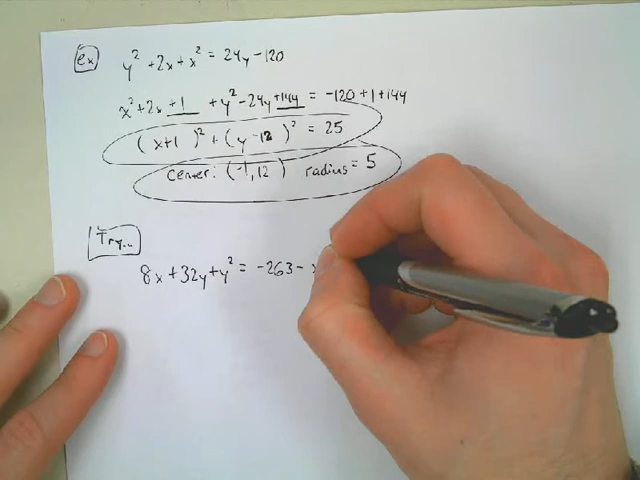 ex y² + 2x + x² = 24y - 120
x² + 2x + 1 + y² - 24y + 144 = -120 + 1 + 144
(x+1)² + (y-12)² = 25
center: (-1, 12) radius = 5
Try...
8x + 32y + y² = -263 -